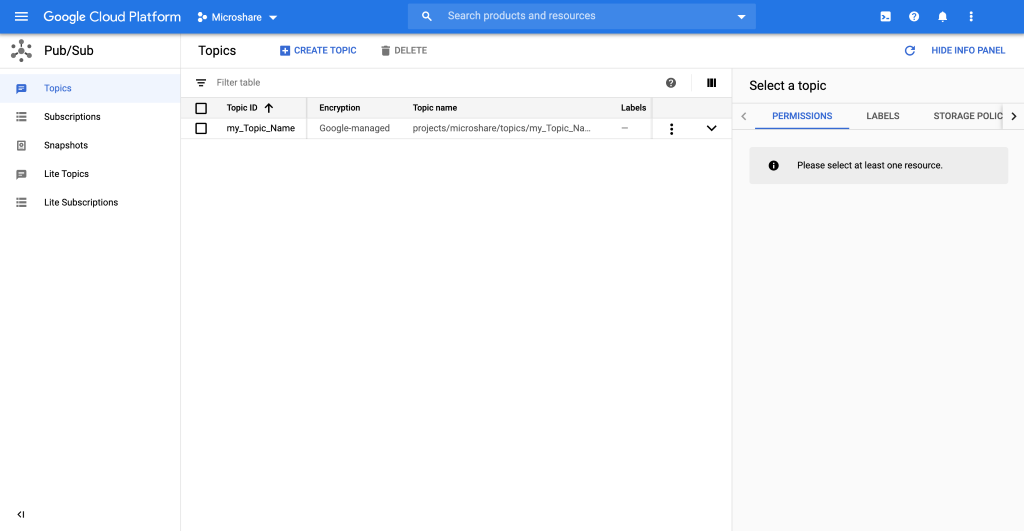 Google Cloud Platform
Microshare
Search products and resources
Pub/Sub
Topics
CREATE TOPIC
DELETE
HIDE INFO PANEL
Topics
Subscriptions
Snapshots
Lite Topics
Lite Subscriptions
Filter table
Topic ID
Encryption
Topic name
Labels
my_Topic_Name
Google-managed
projects/microshare/topics/my_Topic_Na...
—
Select a topic
PERMISSIONS
LABELS
STORAGE POLIC
Please select at least one resource.